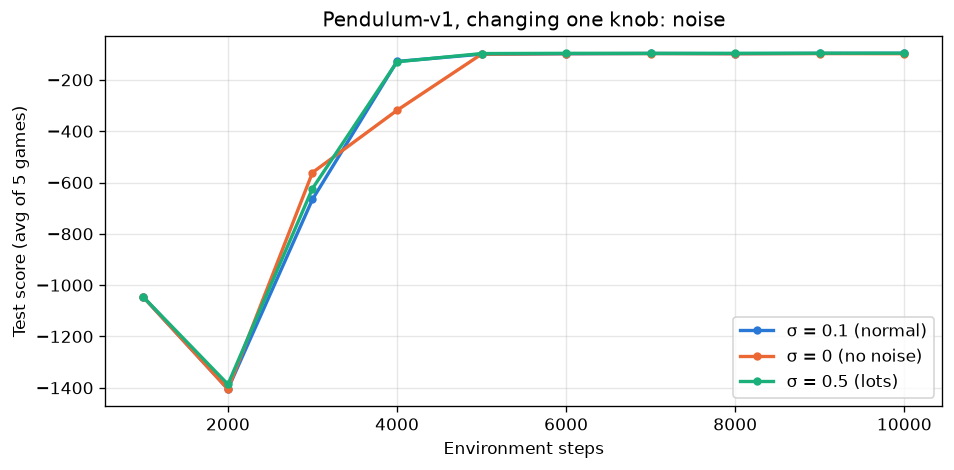 Pendulum-v1, changing one knob: noise
Test score (avg of 5 games)
−200
−400
−600
−800
−1000
−1200
−1400
σ = 0.1 (normal)
σ = 0 (no noise)
σ = 0.5 (lots)
2000 4000 6000 8000 10000
Environment steps